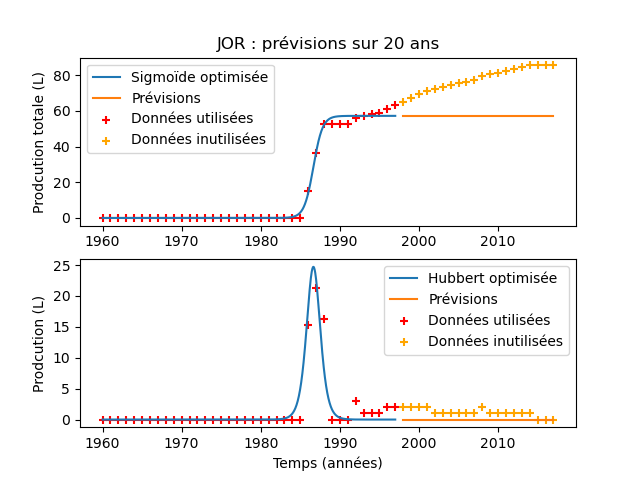 JOR : prévisions sur 20 ans
Prodcution totale (L)
80
60
40
20
0
Sigmoïde optimisée
Prévisions
Données utilisées
Données inutilisées
1960 1970 1980 1990 2000 2010
Prodcution (L)
25
20
15
10
5
0
Hubbert optimisée
Prévisions
Données utilisées
Données inutilisées
1960 1970 1980 1990 2000 2010
Temps (années)